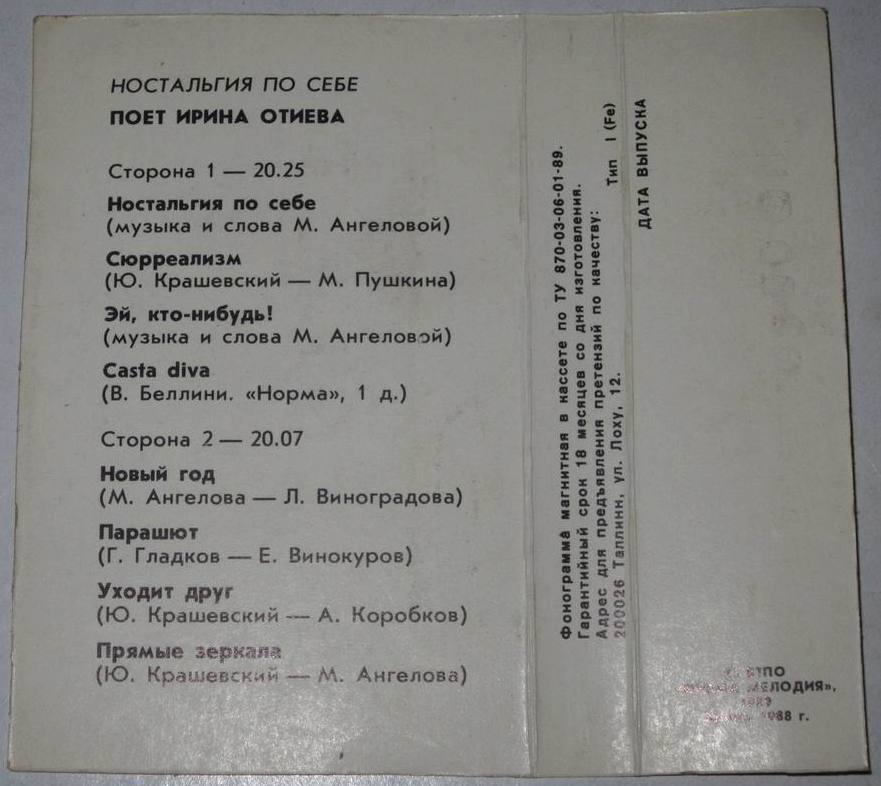 НОСТАЛЬГИЯ ПО СЕБЕ
ПОЕТ ИРИНА ОТИЕВА
Сторона 1 — 20.25
Ностальгия по себе
(музыка и слова М. Ангеловой)
Сюрреализм
(Ю. Крашевский — М. Пушкина)
Эй, кто-нибудь!
(музыка и слова М. Ангеловой)
Casta diva
(В. Беллини. «Норма», 1 д.)
Сторона 2 — 20.07
Новый год
(М. Ангелова — Л. Виноградова)
Парашют
(Г. Гладков — Е. Винокуров)
Уходит друг
(Ю. Крашевский — А. Коробков)
Прямые зеркала
(Ю. Крашевский — М. Ангелова)
Фонограмма магнитная в кассете по ТУ 870-03-06-01-89.
Гарантийный срок 18 месяцев со дня изготовления.
Адрес для предъявления претензий по качеству:
200026 Таллинн, ул. Лоху, 12.
Тип I (Fe)
ДАТА ВЫПУСКА
МЕЛОДИЯ»,
1988 г.